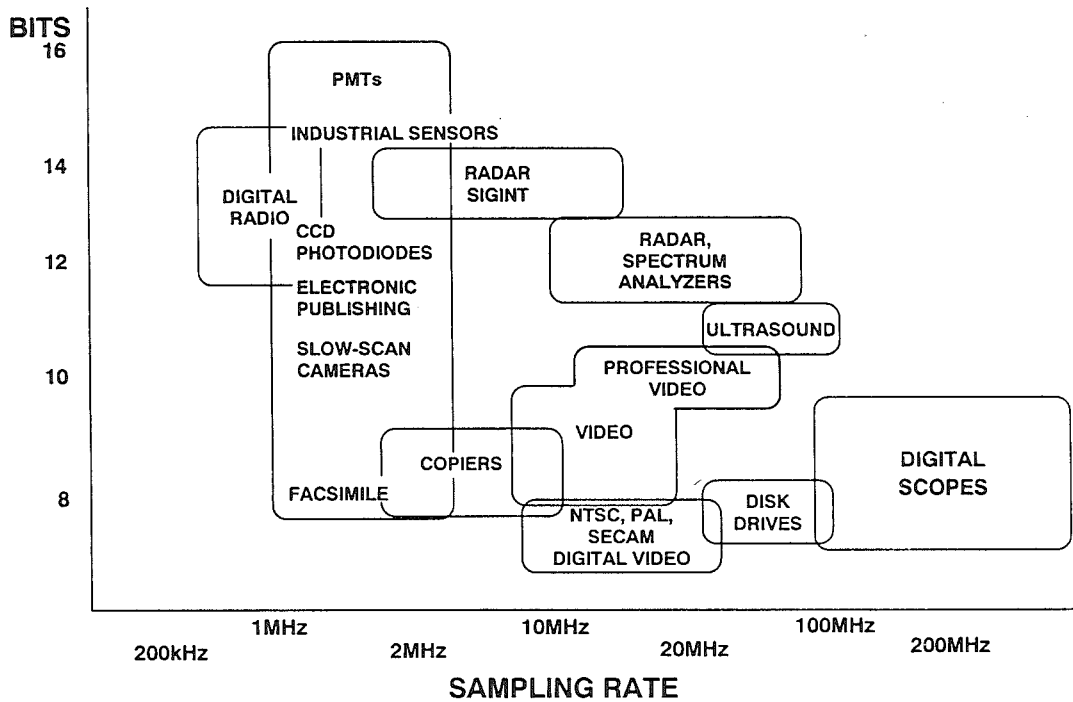 BITS
16
14
12
10
8
PMTs
INDUSTRIAL SENSORS
DIGITAL
RADIO
CCD
PHOTODIODES
ELECTRONIC
PUBLISHING
SLOW-SCAN
CAMERAS
FACSIMILE
COPIERS
RADAR
SIGINT
RADAR,
SPECTRUM
ANALYZERS
ULTRASOUND
PROFESSIONAL
VIDEO
VIDEO
NTSC, PAL,
SECAM
DIGITAL VIDEO
DISK
DRIVES
DIGITAL
SCOPES
1MHz
10MHz
100MHz
200kHz
2MHz
20MHz
200MHz
SAMPLING RATE